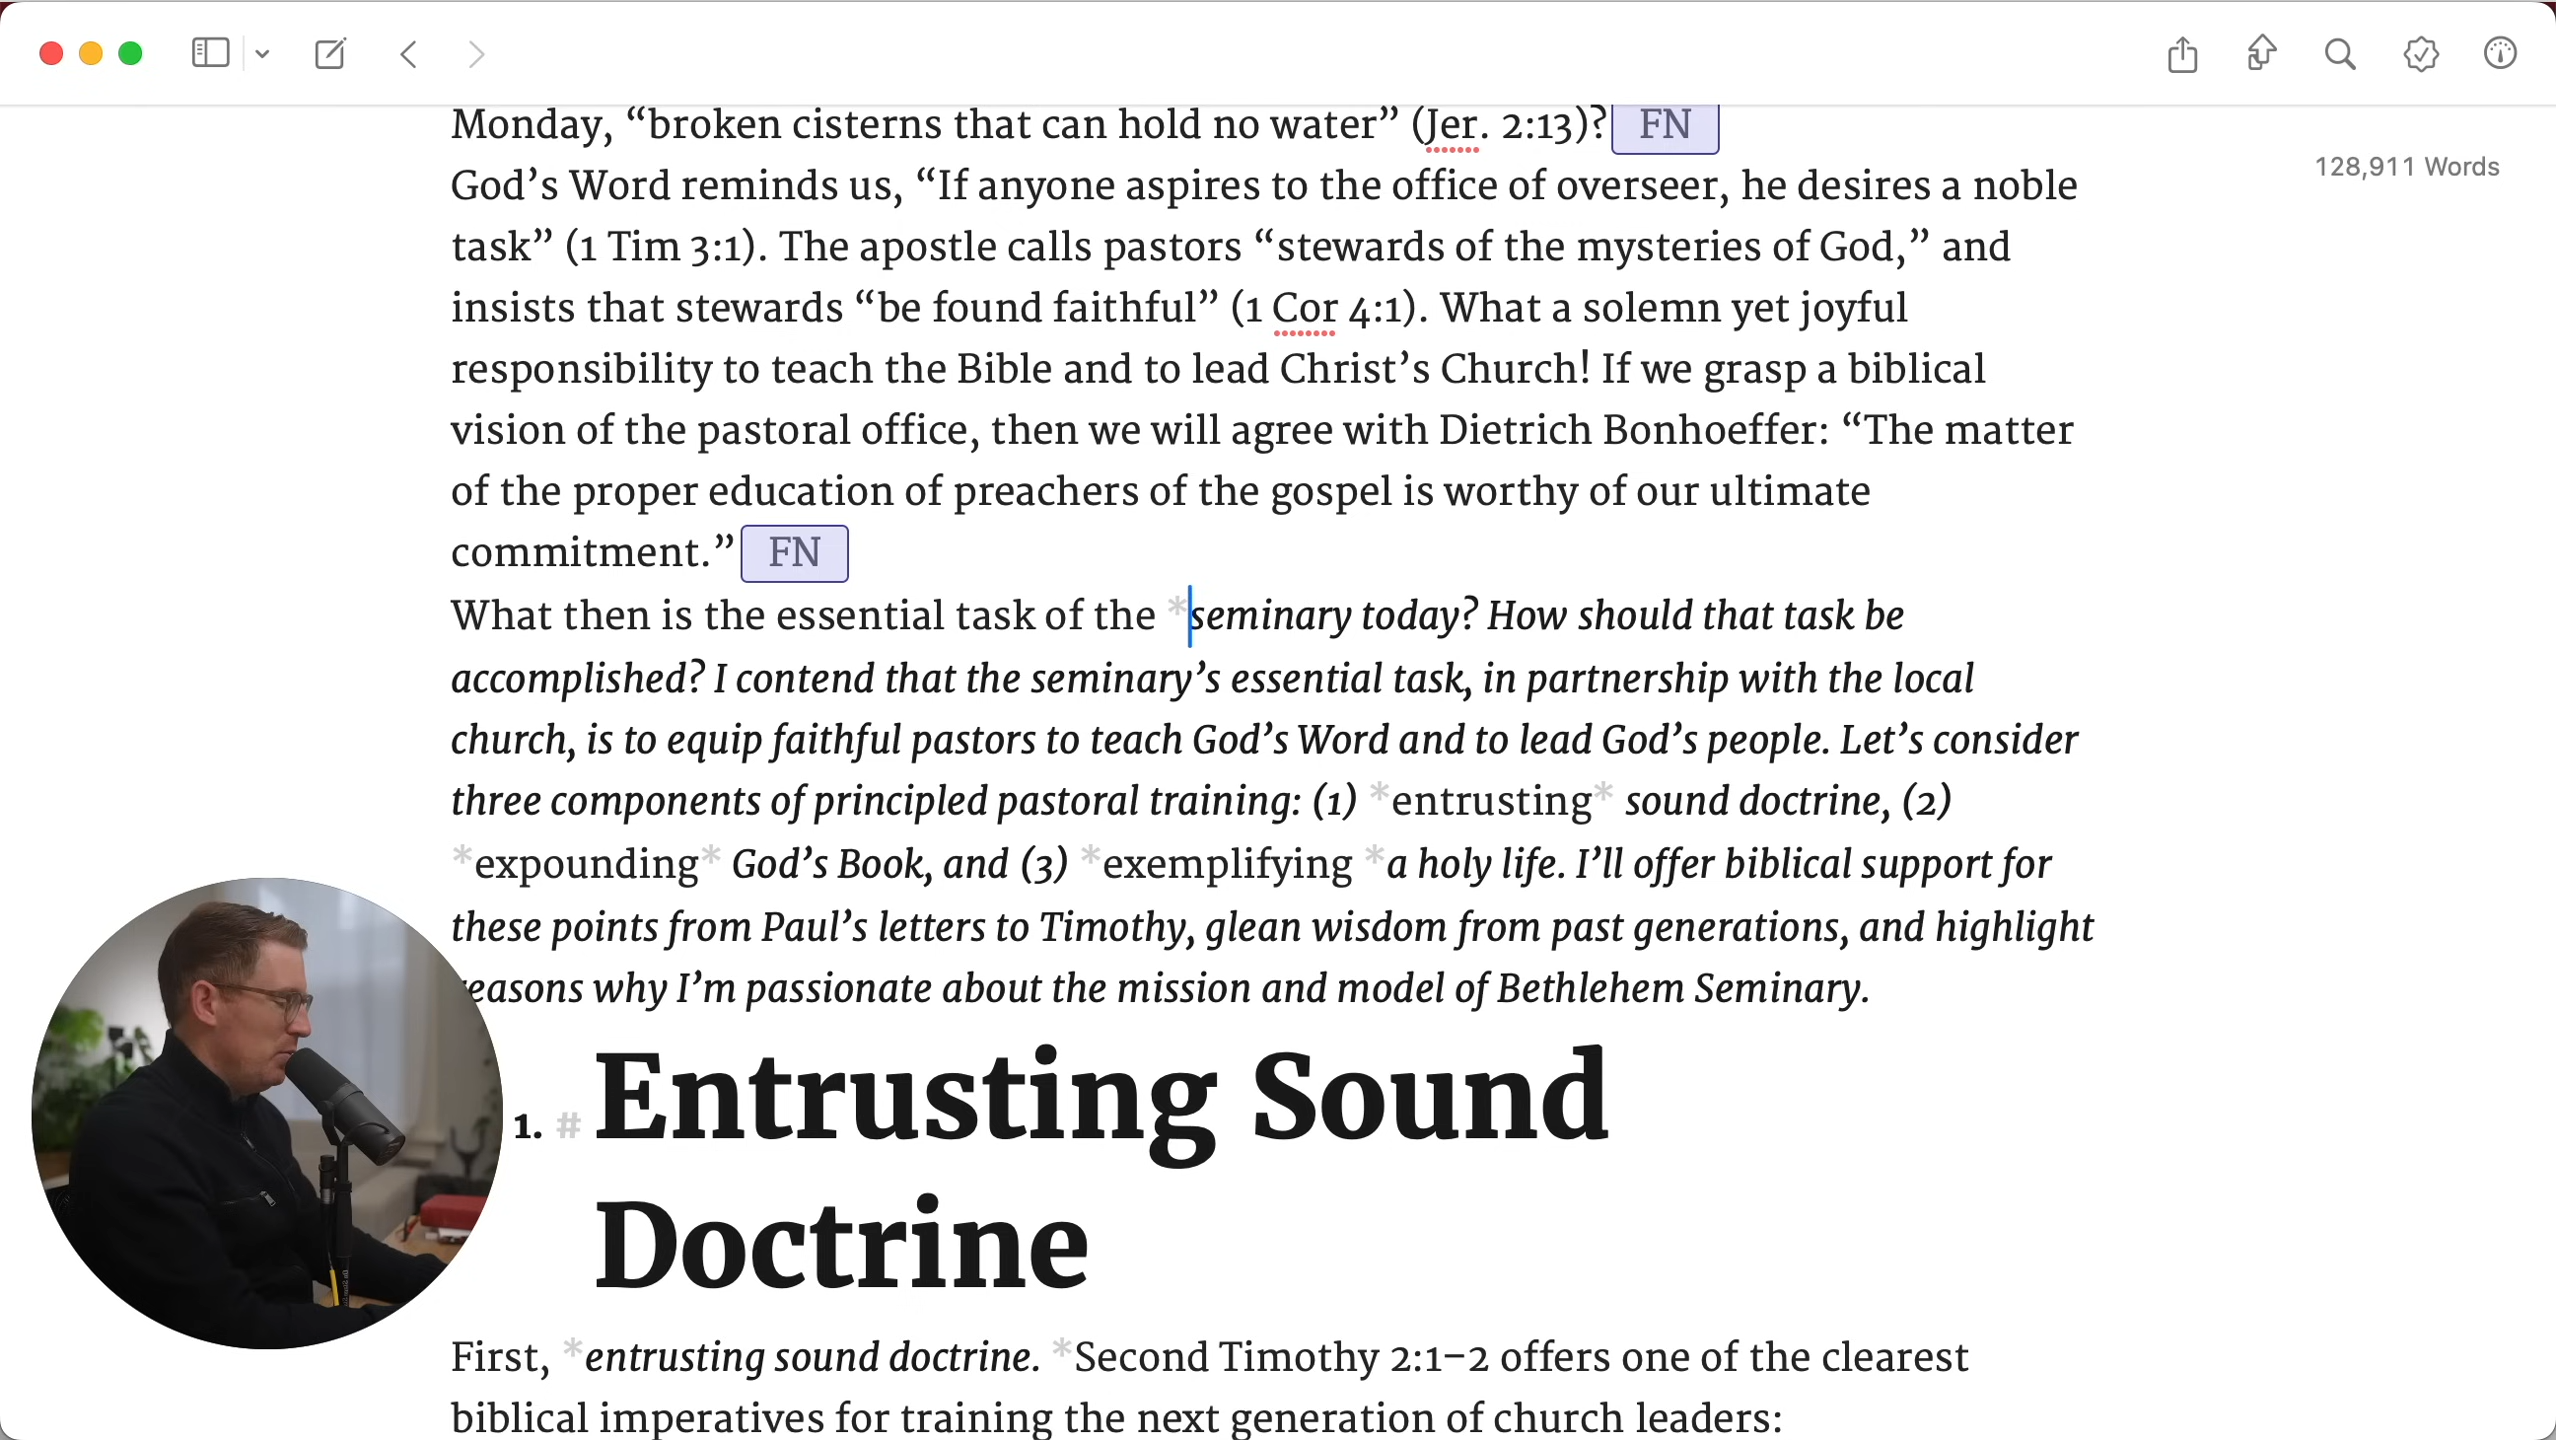 128,911 Words
Monday, “broken cisterns that can hold no water” (Jer. 2:13)? FN
God’s Word reminds us, “If anyone aspires to the office of overseer, he desires a noble
task” (1 Tim 3:1). The apostle calls pastors “stewards of the mysteries of God,” and
insists that stewards “be found faithful” (1 Cor 4:1). What a solemn yet joyful
responsibility to teach the Bible and to lead Christ’s Church! If we grasp a biblical
vision of the pastoral office, then we will agree with Dietrich Bonhoeffer: “The matter
of the proper education of preachers of the gospel is worthy of our ultimate
commitment.” FN
What then is the essential task of the *seminary today? How should that task be
accomplished? I contend that the seminary’s essential task, in partnership with the local
church, is to equip faithful pastors to teach God’s Word and to lead God’s people. Let’s consider
three components of principled pastoral training: (1) *entrusting* sound doctrine, (2)
*expounding* God’s Book, and (3) *exemplifying *a holy life. I’ll offer biblical support for
these points from Paul’s letters to Timothy, glean wisdom from past generations, and highlight
reasons why I’m passionate about the mission and model of Bethlehem Seminary.
1. # Entrusting Sound
Doctrine
First, *entrusting sound doctrine. *Second Timothy 2:1–2 offers one of the clearest
biblical imperatives for training the next generation of church leaders: